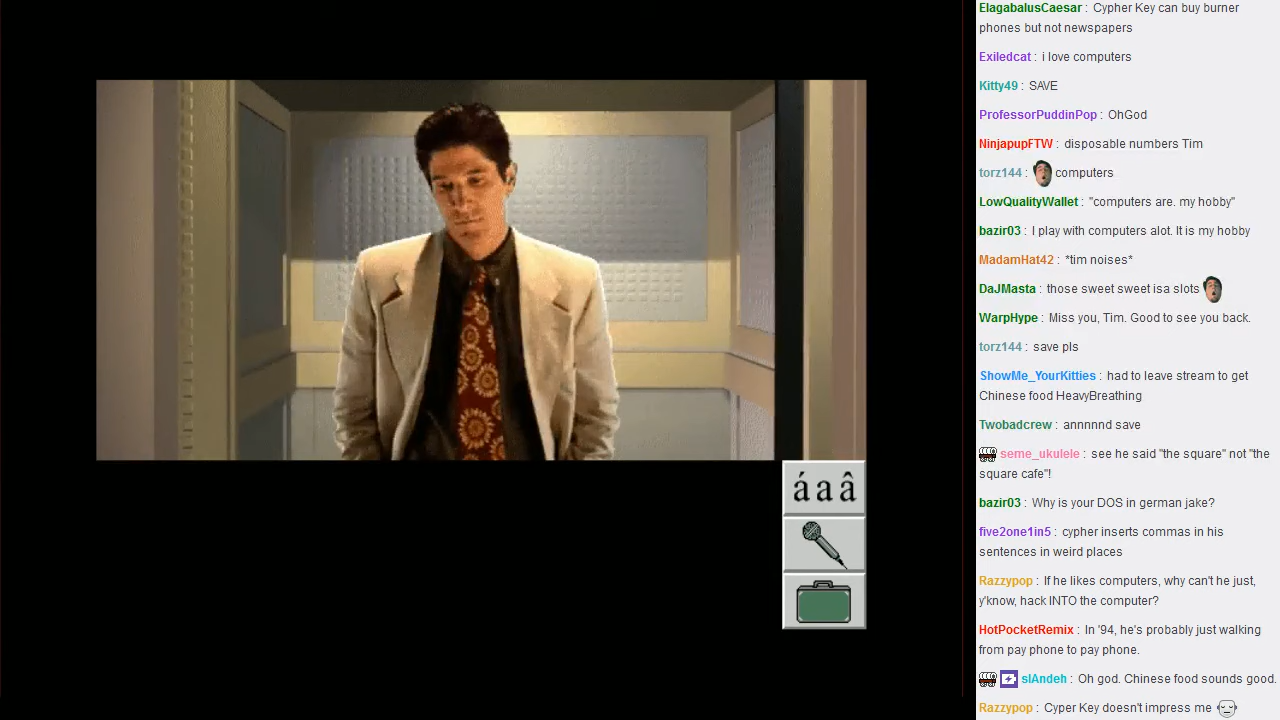 ElagabalusCaesar : Cypher Key can buy burner
phones but not newspapers
Exiledcat : i love computers
Kitty49 : SAVE
ProfessorPuddinPop : OhGod
NinjapupFTW : disposable numbers Tim
torz144 : computers
LowQualityWallet : "computers are. my hobby"
bazir03 : I play with computers alot. It is my hobby
MadamHat42 : *tim noises*
DaJMasta : those sweet sweet isa slots
WarpHype : Miss you, Tim. Good to see you back.
torz144 : save pls
ShowMe_YourKitties : had to leave stream to get
Chinese food HeavyBreathing
Twobadcrew : annnnnd save
seme_ukulele : see he said "the square" not "the
square cafe"!
á a â
bazir03 : Why is your DOS in german jake?
five2one1in5 : cypher inserts commas in his
sentences in weird places
Razzypop : If he likes computers, why can't he just,
y'know, hack INTO the computer?
HotPocketRemix : In '94, he's probably just walking
from pay phone to pay phone.
slAndeh : Oh god. Chinese food sounds good.
Razzypop : Cyper Key doesn't impress me